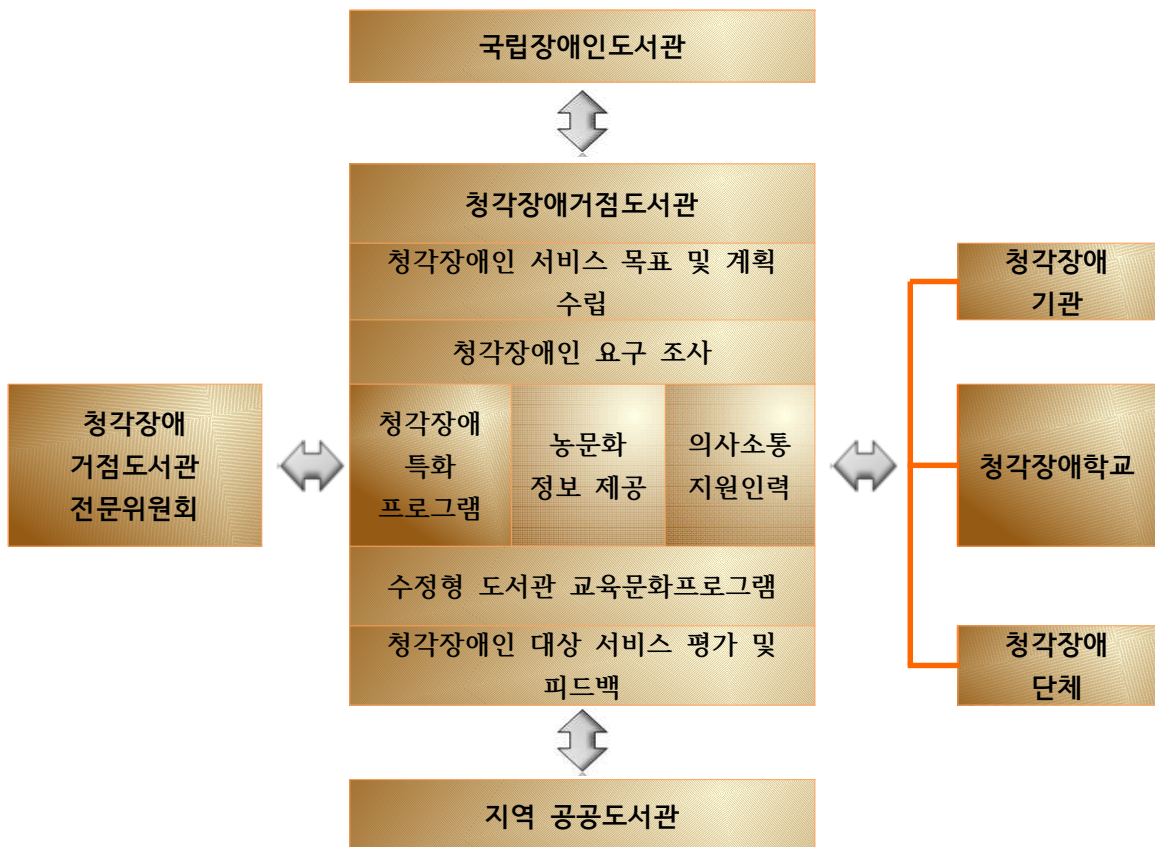 국립장애인도서관
청각장애거점도서관
청각장애인 서비스 목표 및 계획
수립
청각장애인 요구 조사
청각장애
특화
프로그램
농문화
정보 제공
의사소통
지원인력
수정형 도서관 교육문화프로그램
청각장애인 대상 서비스 평가 및
피드백
청각장애
거점도서관
전문위원회
청각장애
기관
청각장애학교
청각장애
단체
지역 공공도서관